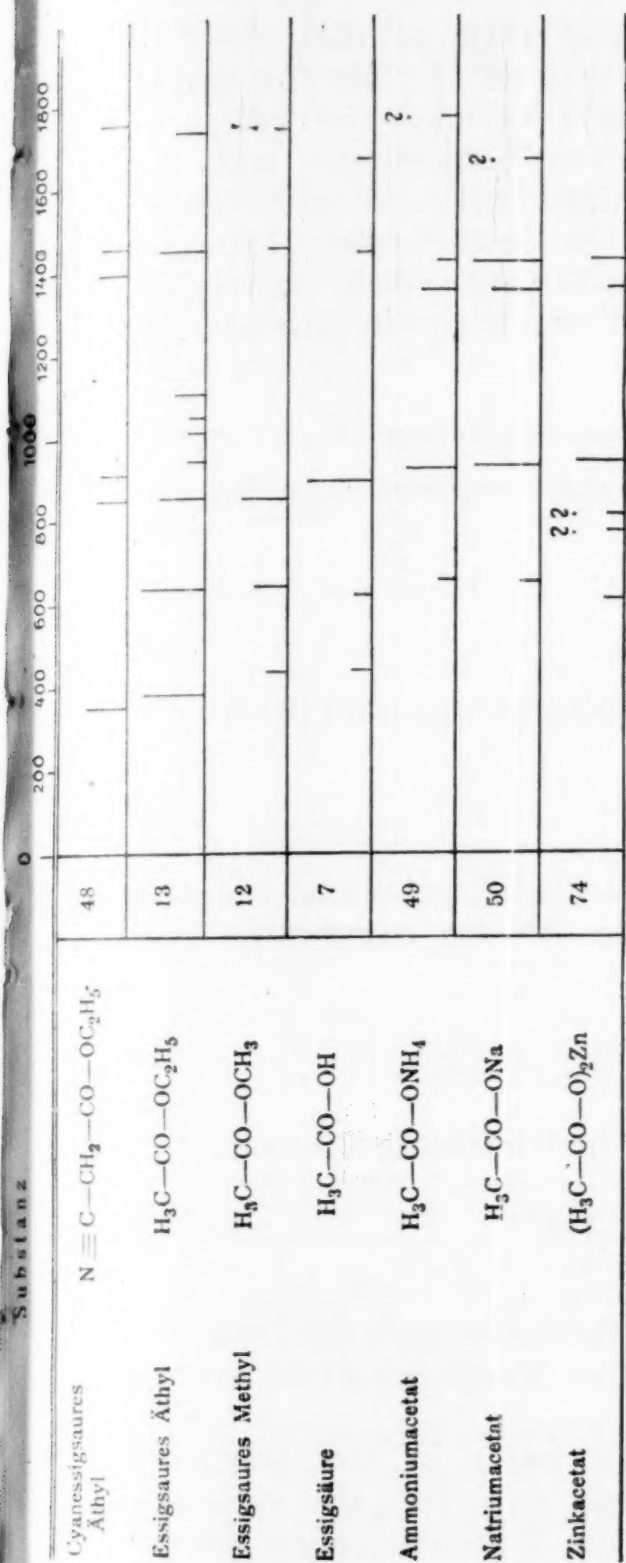 Substanz
0 200 400 600 800 1000 1200 1400 1600 1800
Cyanessigsaures
Äthyl
N ≡ C—CH₂—CO—OC₂H₅
48
Essigsaures Äthyl H₃C—CO—OC₂H₅ 13
Essigsaures Methyl H₃C—CO—OCH₃ 12
Essigsäure H₃C—CO—OH 7
Ammoniumacetat H₃C—CO—ONH₄ 49 ?
Natriumacetat H₃C—CO—ONa 50 ?
Zinkacetat (H₃C—CO—O)₂Zn 74 ??